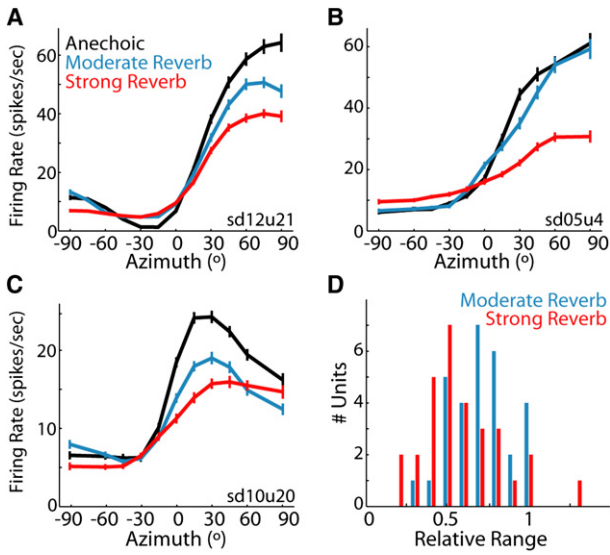 A
B
Anechoic
Moderate Reverb
Strong Reverb
Firing Rate (spikes/sec)
60
40
20
0
-90 -60 -30 0 30 60 90
Azimuth (º)
sd12u21
60
40
20
0
-90 -60 -30 0 30 60 90
Azimuth (º)
sd05u4
C
D
Firing Rate (spikes/sec)
25
20
15
10
5
0
-90 -60 -30 0 30 60 90
Azimuth (º)
sd10u20
Moderate Reverb
Strong Reverb
# Units
6
4
2
0 0.5 1
Relative Range